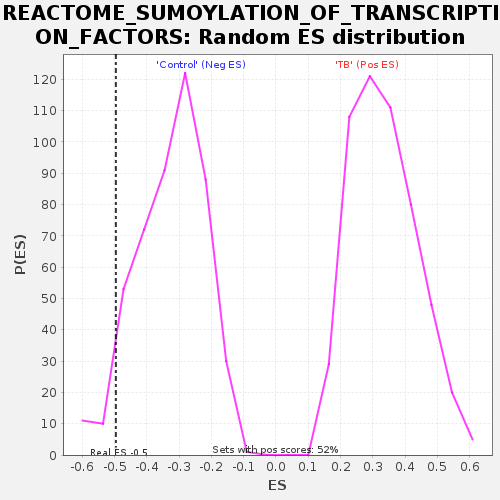 REACTOME_SUMOYLATION_OF_TRANSCRIPTI
ON_FACTORS: Random ES distribution
'Control' (Neg ES)
'TB' (Pos ES)
120
110
100
90
80
70
60
50
40
30
20
10
0
P(ES)
Real ES -0.5
Sets with pos scores: 52%
-0.6 -0.5 -0.4 -0.3 -0.2 -0.1 0.0 0.1 0.2 0.3 0.4 0.5 0.6
ES